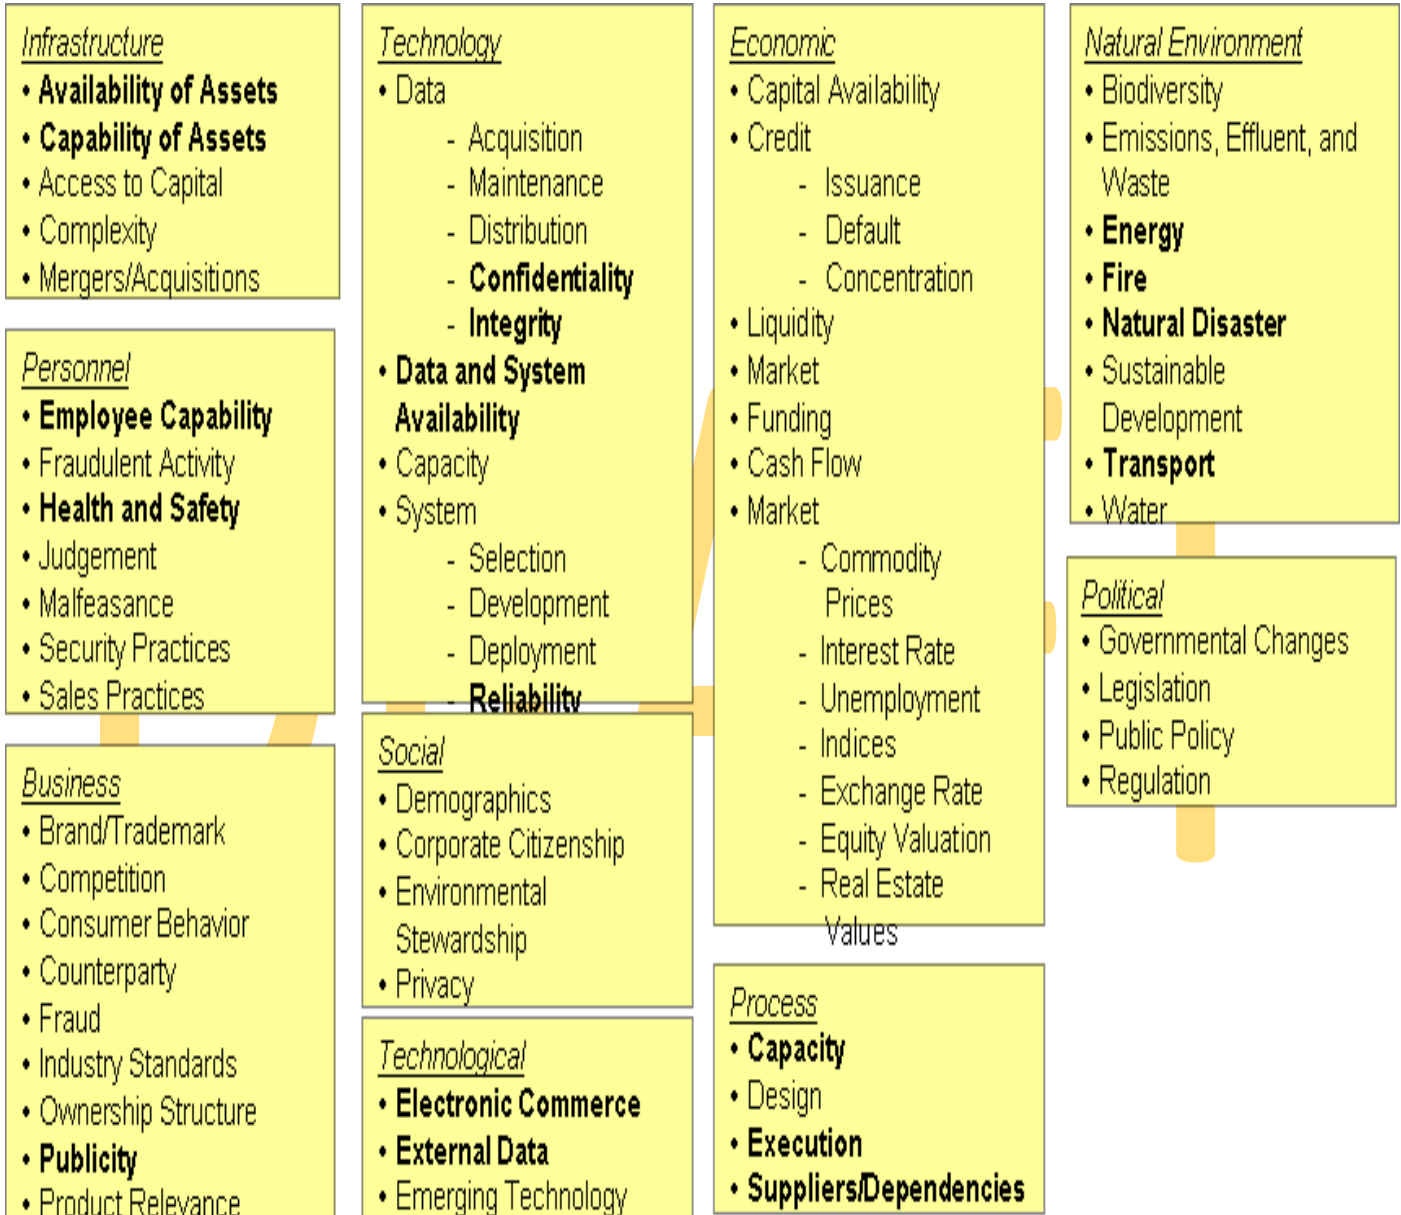 Infrastructure
• Availability of Assets
• Capability of Assets
• Access to Capital
• Complexity
• Mergers/Acquisitions
Personnel
• Employee Capability
• Fraudulent Activity
• Health and Safety
• Judgement
• Malfeasance
• Security Practices
• Sales Practices
Business
• Brand/Trademark
• Competition
• Consumer Behavior
• Counterparty
• Fraud
• Industry Standards
• Ownership Structure
• Publicity
• Product Relevance
Technology
• Data
- Acquisition
- Maintenance
- Distribution
- Confidentiality
- Integrity
• Data and System
Availability
• Capacity
• System
- Selection
- Development
- Deployment
- Reliability
Social
• Demographics
• Corporate Citizenship
• Environmental
Stewardship
• Privacy
Technological
• Electronic Commerce
• External Data
• Emerging Technology
Economic
• Capital Availability
• Credit
- Issuance
- Default
- Concentration
• Liquidity
• Market
• Funding
• Cash Flow
• Market
- Commodity
Prices
- Interest Rate
- Unemployment
- Indices
- Exchange Rate
- Equity Valuation
- Real Estate
Values
Process
• Capacity
• Design
• Execution
• Suppliers/Dependencies
Natural Environment
• Biodiversity
• Emissions, Effluent, and
Waste
• Energy
• Fire
• Natural Disaster
• Sustainable
Development
• Transport
• Water
Political
• Governmental Changes
• Legislation
• Public Policy
• Regulation